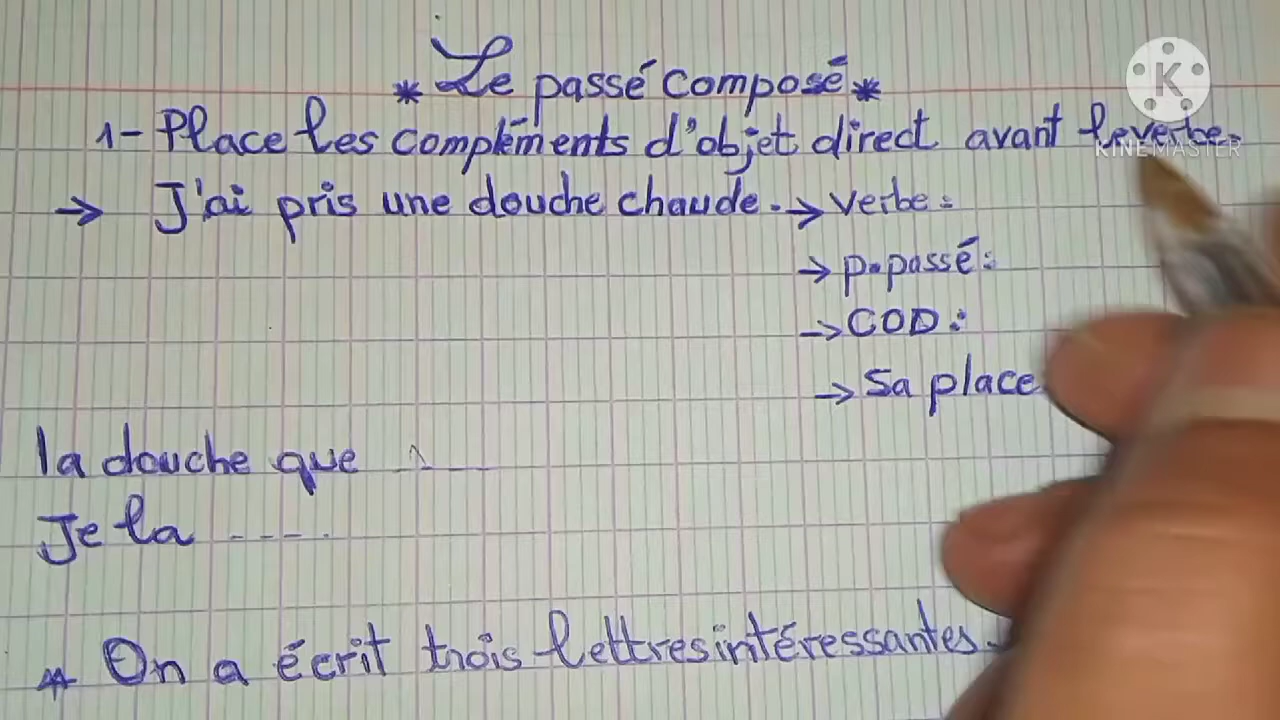 * Le passé composé *
1- Place les compléments d'objet direct avant le verbe.
→ J'ai pris une douche chaude. → verbe :
→ p.passé :
→ COD :
→ Sa place
la douche que
Je la ----.
* On a écrit trois lettres intéressantes.
K
KINEMASTER